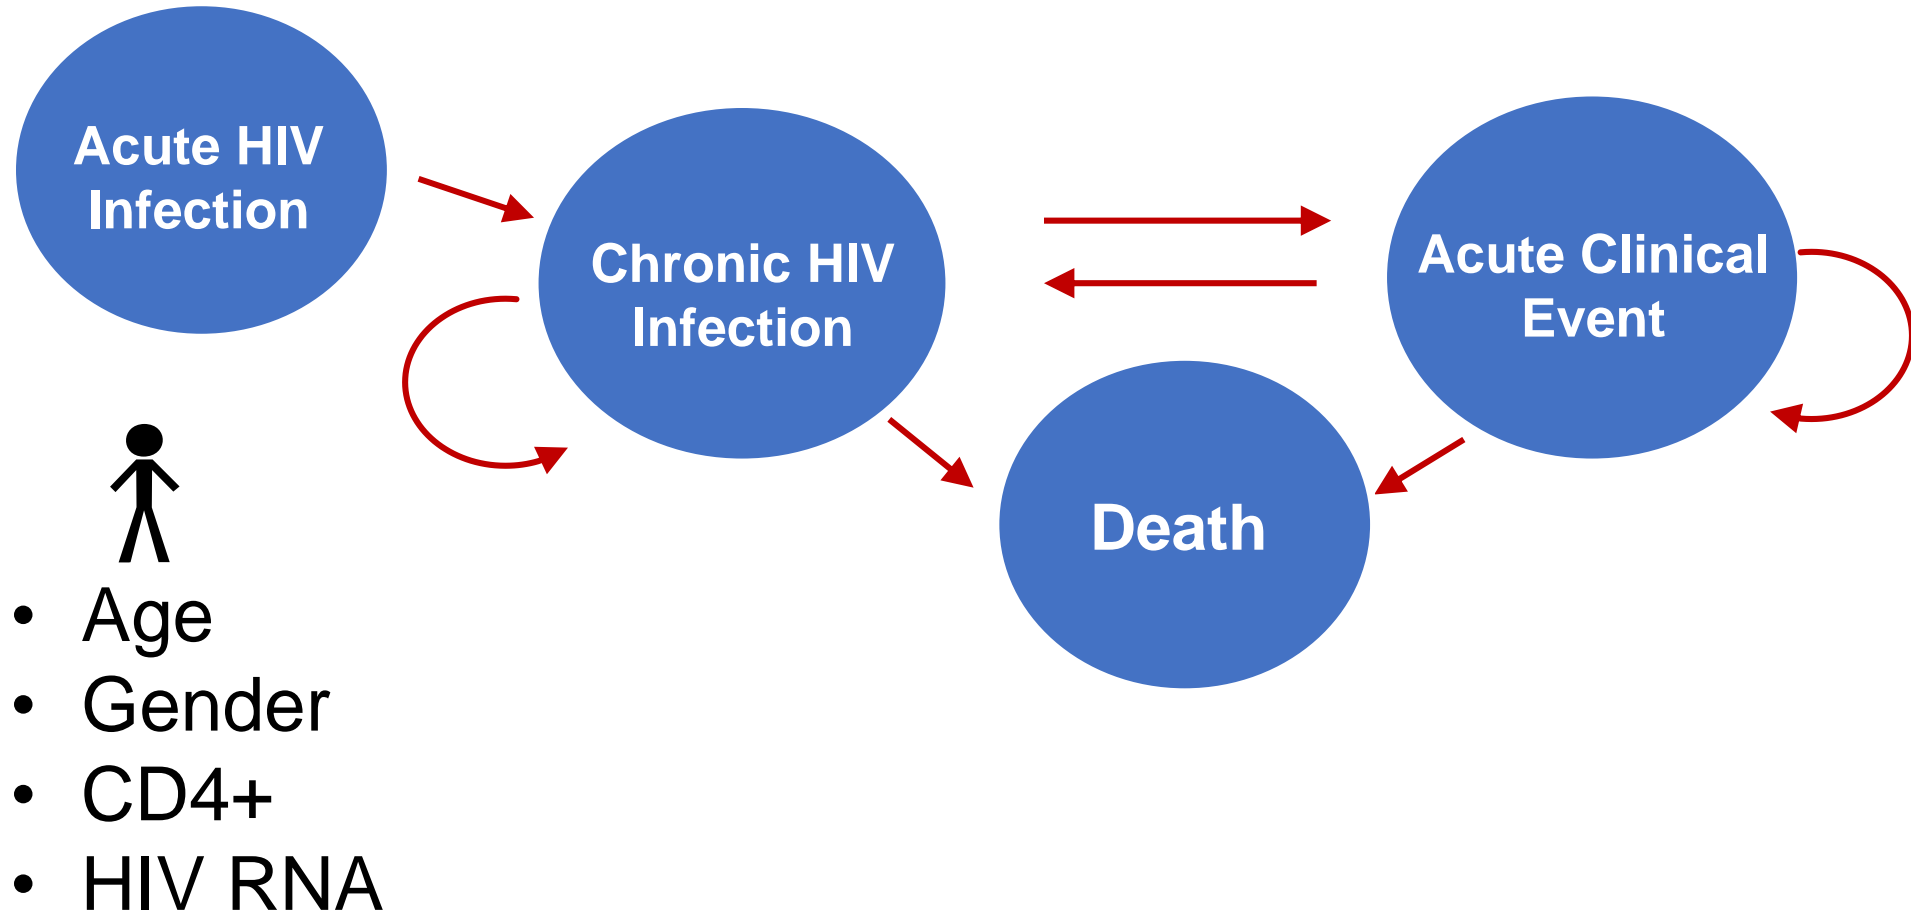 Acute HIV
Infection
Chronic HIV
Infection
Acute Clinical
Event
Death
• Age
• Gender
• CD4+
• HIV RNA